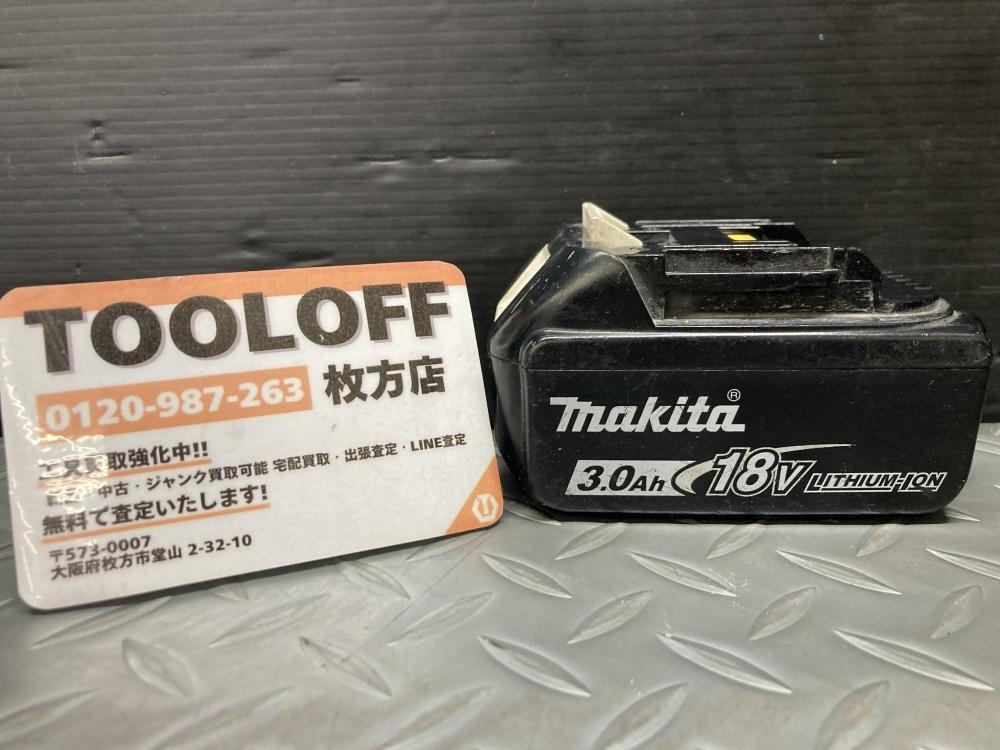 TOOLOFF
0120-987-263 枚方店
取強化中!!
中古・ジャンク買取可能 宅配買取・出張査定・LINE査定
無料で査定いたします!
〒573-0007
大阪府枚方市堂山 2-32-10
makita®
3.0Ah 18V LITHIUM-ION